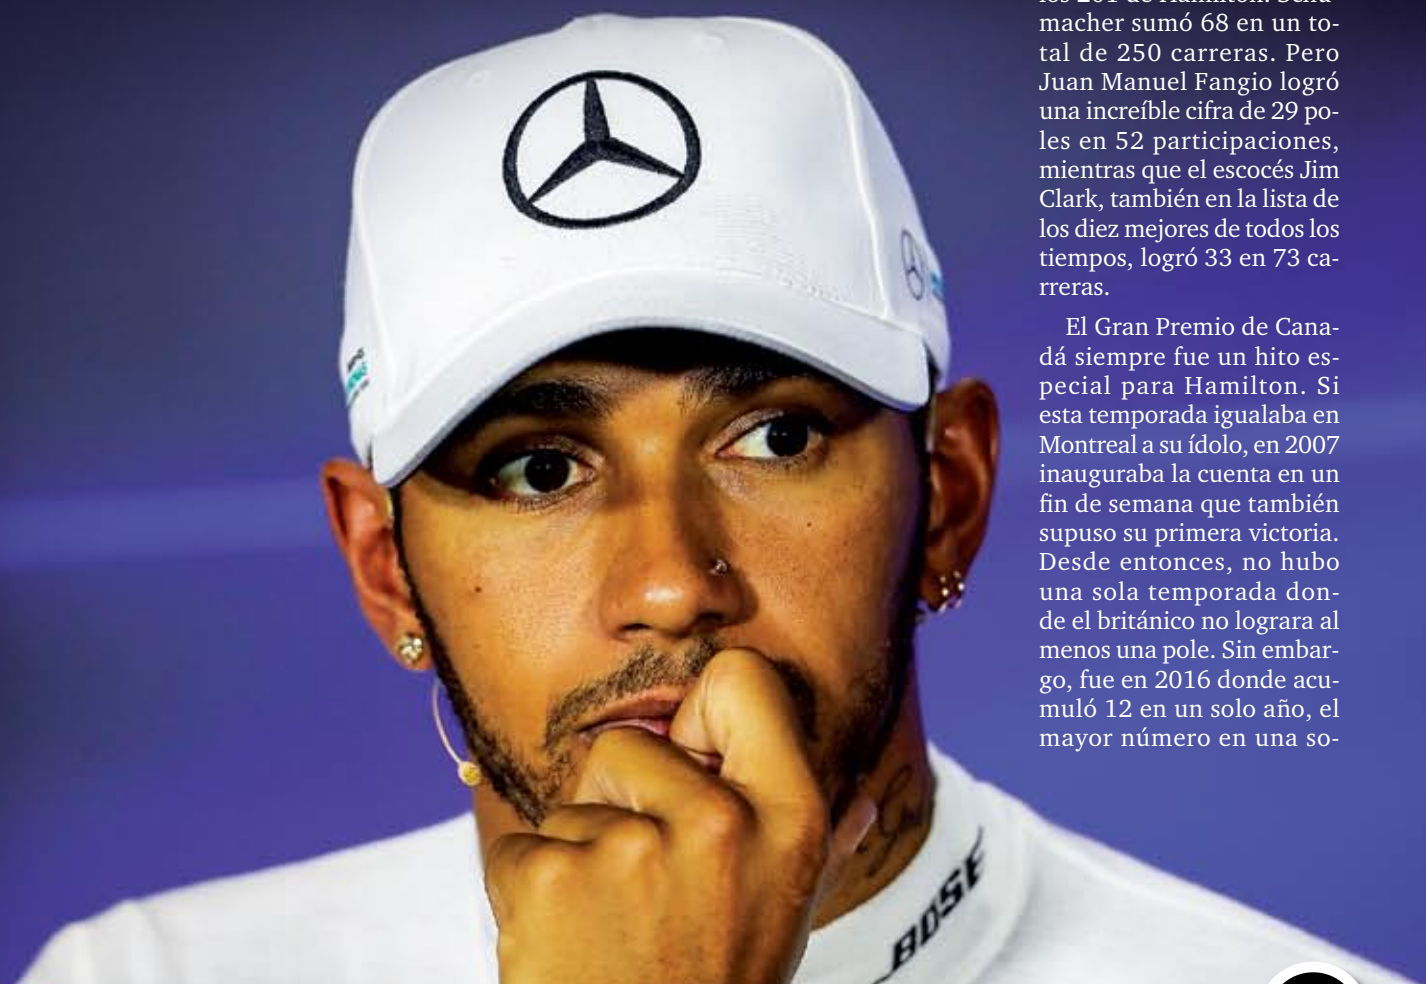 macher sumó 68 en un to-
tal de 250 carreras. Pero
Juan Manuel Fangio logró
una increíble cifra de 29 po-
les en 52 participaciones,
mientras que el escocés Jim
Clark, también en la lista de
los diez mejores de todos los
tiempos, logró 33 en 73 ca-
rreras.
El Gran Premio de Cana-
dá siempre fue un hito es-
pecial para Hamilton. Si
esta temporada igualaba en
Montreal a su ídolo, en 2007
inauguraba la cuenta en un
fin de semana que también
supuso su primera victoria.
Desde entonces, no hubo
una sola temporada don-
de el británico no lograra al
menos una pole. Sin embar-
go, fue en 2016 donde acu-
muló 12 en un solo año, el
mayor número en una so-
BOSE